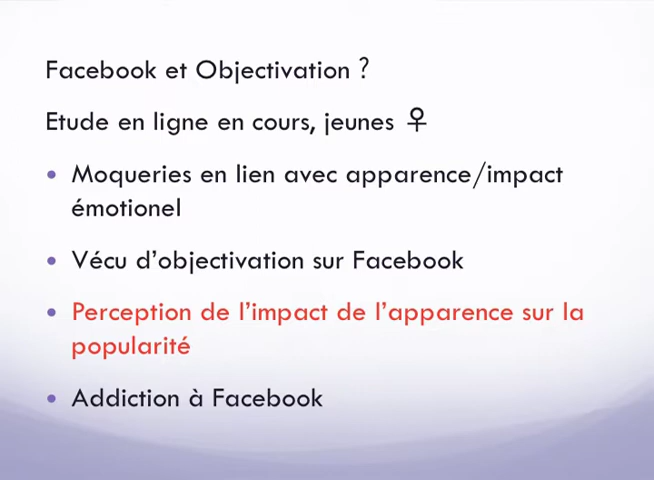 Facebook et Objectivation ?
Etude en ligne en cours, jeunes ♀
• Moqueries en lien avec apparence/impact
émotionel
• Vécu d’objectivation sur Facebook
• Perception de l’impact de l’apparence sur la
popularité
• Addiction à Facebook